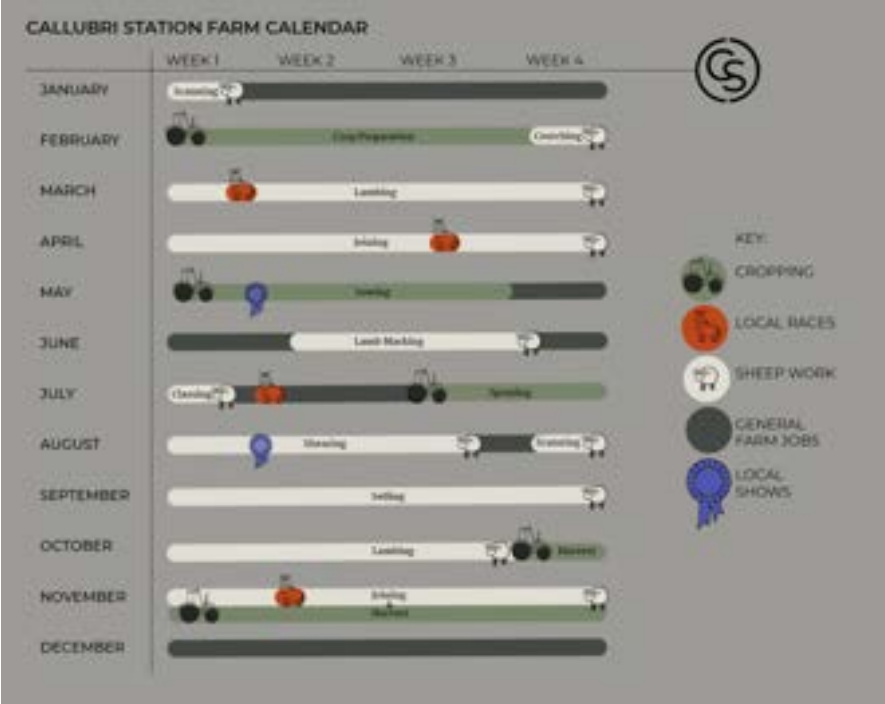 CALLUBRI STATION FARM CALENDAR
WEEK 1 WEEK 2 WEEK 3 WEEK 4
CS
JANUARY Scanning
FEBRUARY Crop Preparation Crutching
MARCH Lambing
APRIL Joining
MAY Sowing
JUNE Lamb Marking
JULY Classing Spraying
AUGUST Shearing Scanning
SEPTEMBER Selling
OCTOBER Lambing Harvest
NOVEMBER Joining
&
Harvest
DECEMBER
KEY:
CROPPING
LOCAL RACES
SHEEP WORK
GENERAL
FARM JOBS
LOCAL
SHOWS